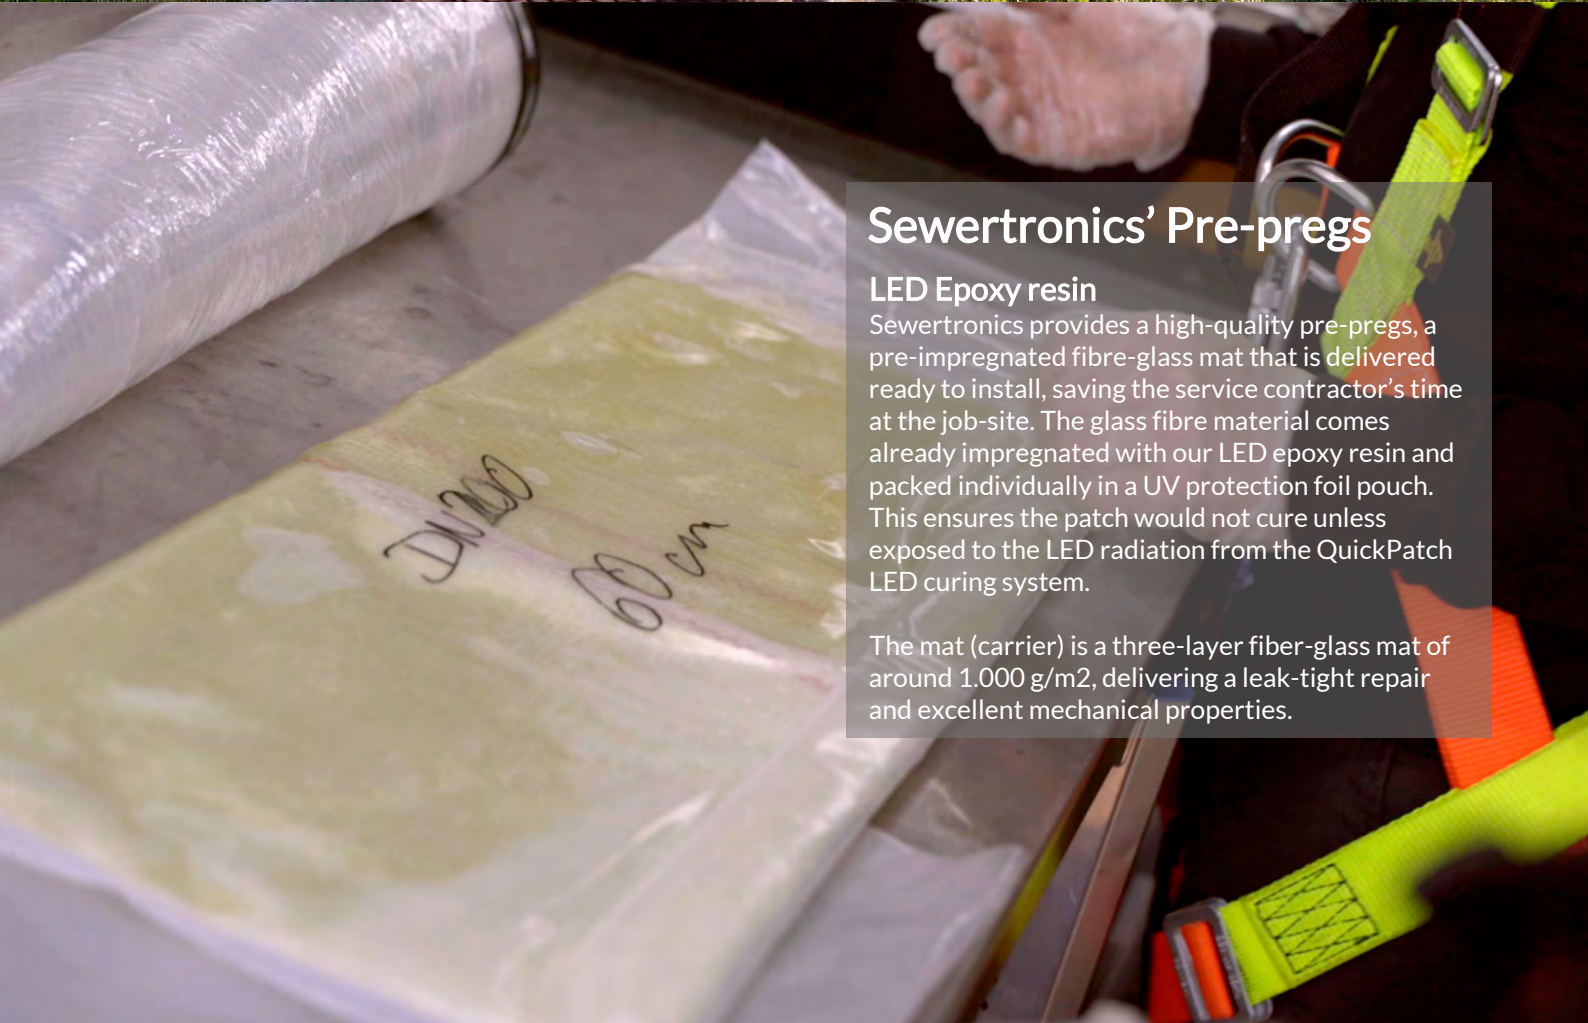 Sewertronics’ Pre-pregs
LED Epoxy resin
Sewertronics provides a high-quality pre-pregs, a
pre-impregnated fibre-glass mat that is delivered
ready to install, saving the service contractor’s time
at the job-site. The glass fibre material comes
already impregnated with our LED epoxy resin and
packed individually in a UV protection foil pouch.
This ensures the patch would not cure unless
exposed to the LED radiation from the QuickPatch
LED curing system.
The mat (carrier) is a three-layer fiber-glass mat of
around 1.000 g/m2, delivering a leak-tight repair
and excellent mechanical properties.
DN200
60 cm